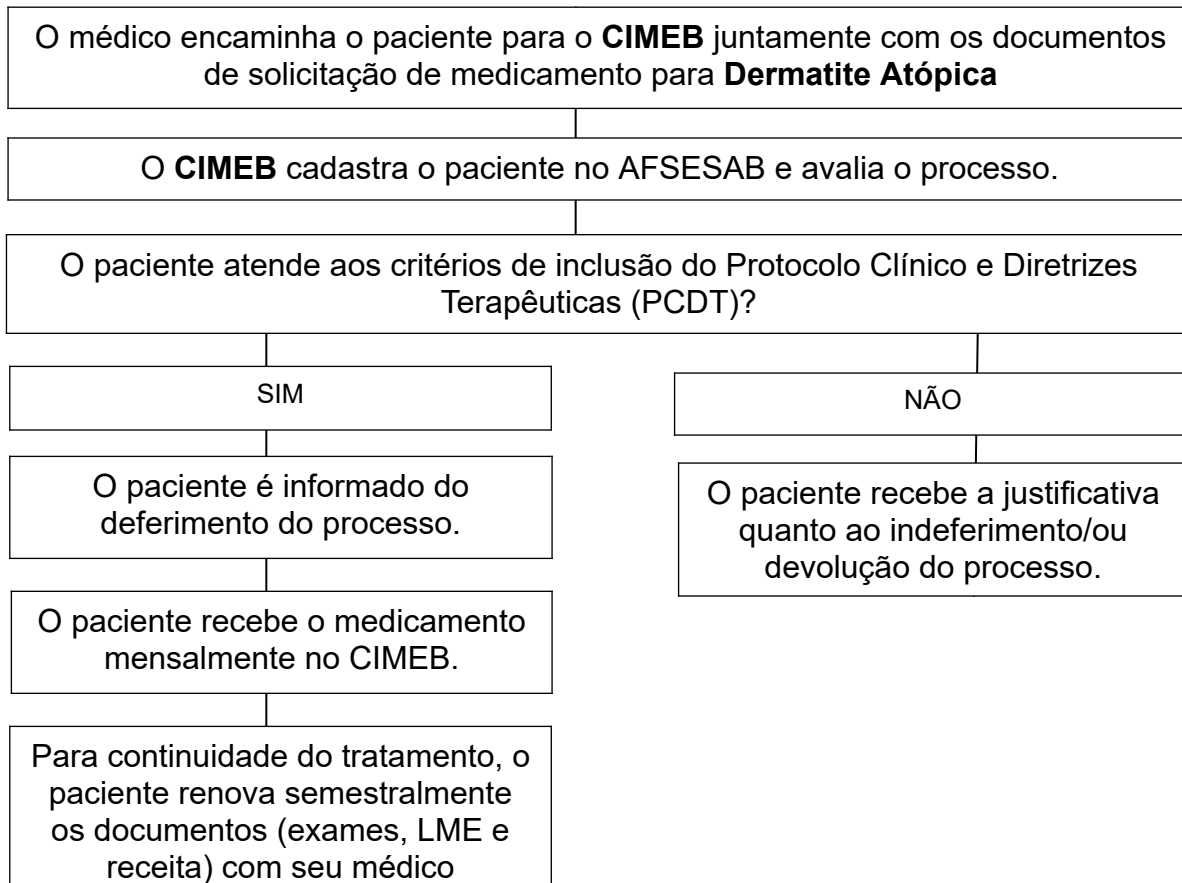 O médico encaminha o paciente para o CIMEB juntamente com os documentos
de solicitação de medicamento para Dermatite Atópica
O CIMEB cadastra o paciente no AFSESAB e avalia o processo.
O paciente atende aos critérios de inclusão do Protocolo Clínico e Diretrizes
Terapêuticas (PCDT)?
SIM
O paciente é informado do
deferimento do processo.
O paciente recebe o medicamento
mensalmente no CIMEB.
Para continuidade do tratamento, o
paciente renova semestralmente
os documentos (exames, LME e
receita) com seu médico
NÃO
O paciente recebe a justificativa
quanto ao indeferimento/ou
devolução do processo.